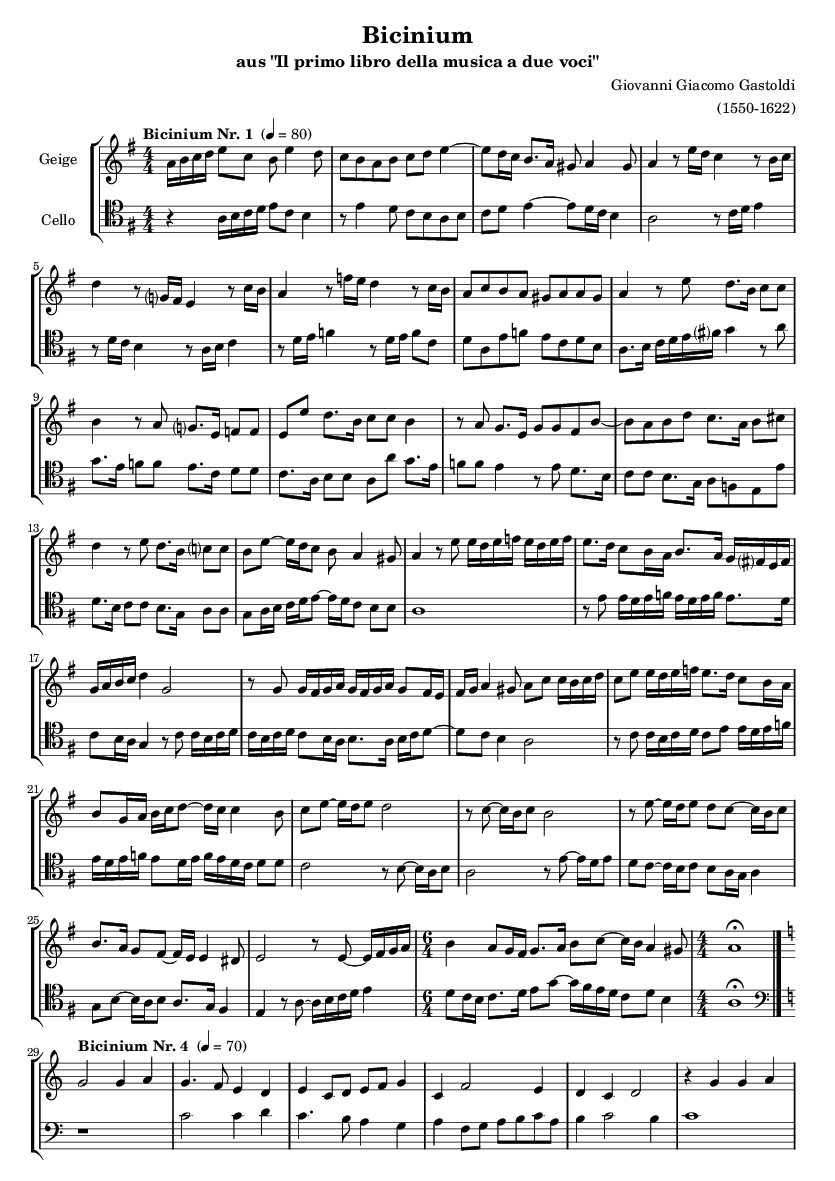 Bicinium
aus "Il primo libro della musica a due voci"
Giovanni Giacomo Gastoldi
(1550-1622)
Bicinium Nr. 1 (♩ = 80)
Geige
Cello
5
9
13
17
21
25
29
Bicinium Nr. 4 (♩ = 70)